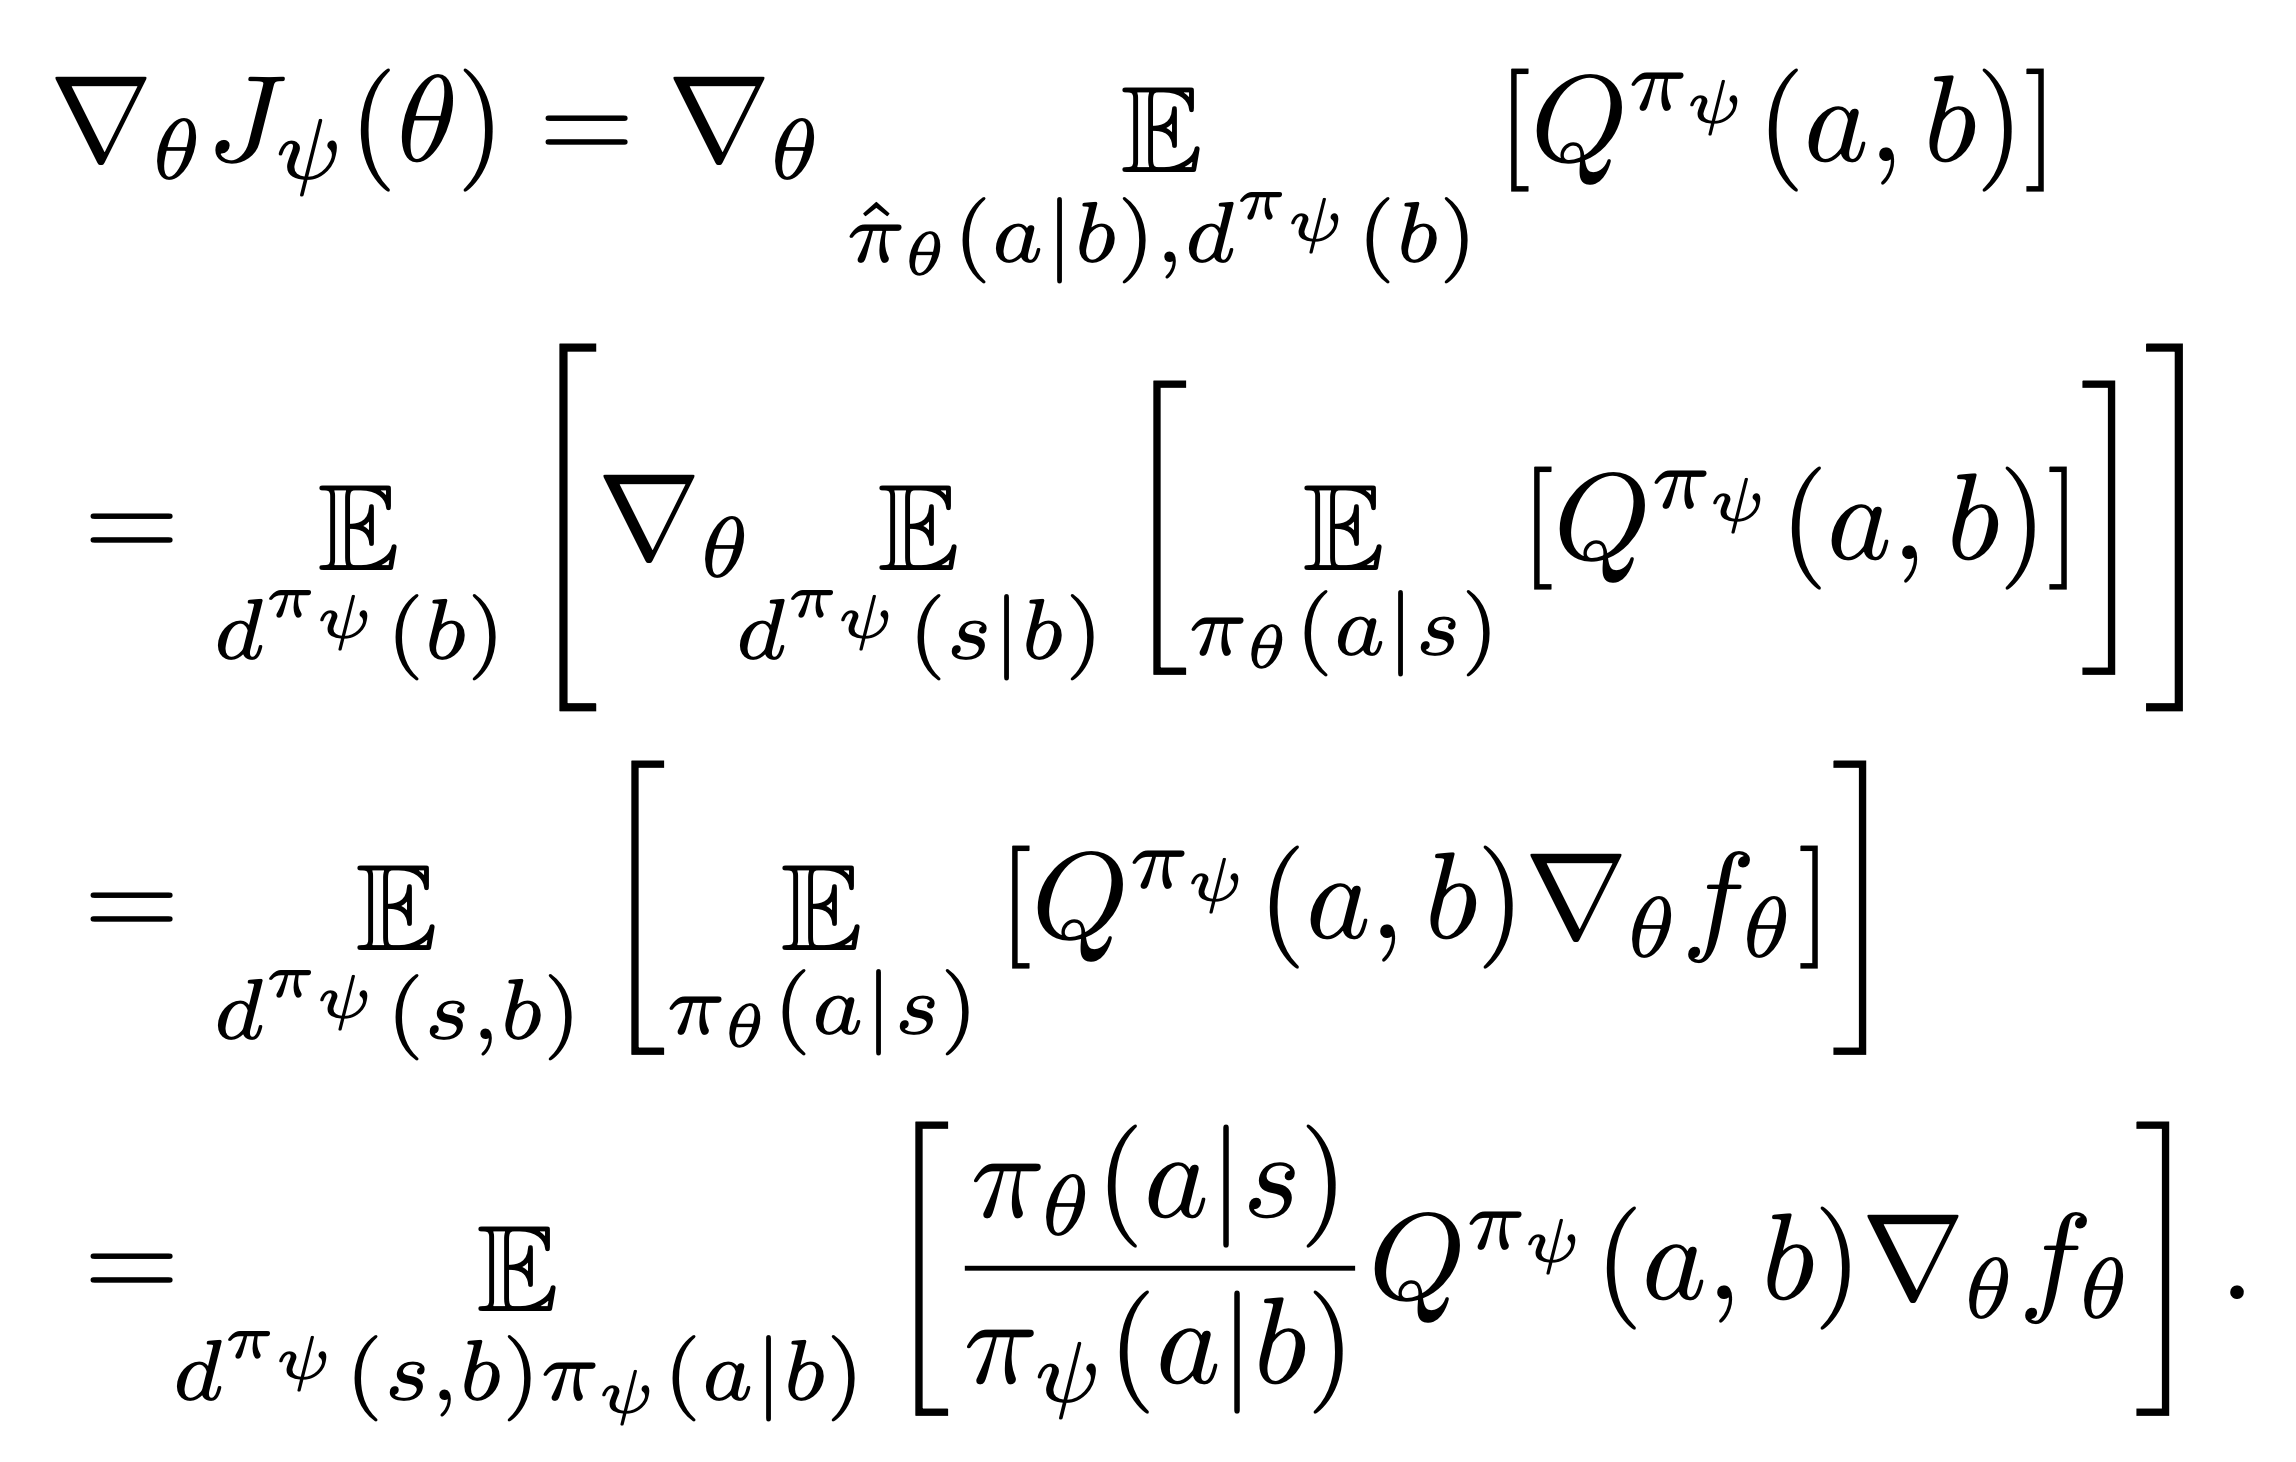 ∇_θ J_ψ(θ) = ∇_θ 𝔼_{π̂_θ(a|b),d^{π_ψ}(b)} [Q^{π_ψ}(a, b)]
= 𝔼_{d^{π_ψ}(b)} [∇_θ 𝔼_{d^{π_ψ}(s|b)} [𝔼_{π_θ(a|s)} [Q^{π_ψ}(a, b)]]]
= 𝔼_{d^{π_ψ}(s,b)} [𝔼_{π_θ(a|s)} [Q^{π_ψ}(a, b)∇_θ f_θ]]
= 𝔼_{d^{π_ψ}(s,b)π_ψ(a|b)} [\frac{π_θ(a|s)}{π_ψ(a|b)} Q^{π_ψ}(a, b)∇_θ f_θ] .